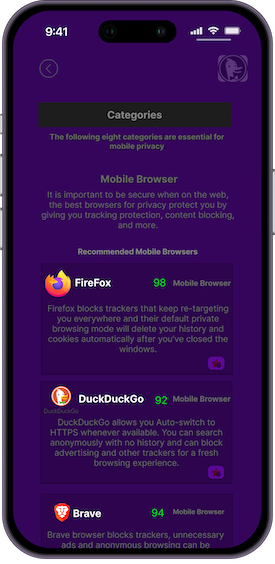 9:41
Categories
The following eight categories are essential for
mobile privacy
Mobile Browser
It is important to be secure when on the web,
the best browsers for privacy protect you by
giving you tracking protection, content blocking,
and more.
Recommended Mobile Browsers
FireFox 98 Mobile Browser
Firefox blocks trackers that keep re-targeting
you everywhere and their default private
browsing mode will delete your history and
cookies automatically after you've closed the
windows.
DuckDuckGo 92 Mobile Browser
DuckDuckGo
DuckDuckGo allows you Auto-switch to
HTTPS whenever available. You can search
anonymously with no history and can block
advertising and other trackers for a fresh
browsing experience.
Brave 94 Mobile Browser
Brave browser blocks trackers, unnecessary
ads and anonymous browsing can be